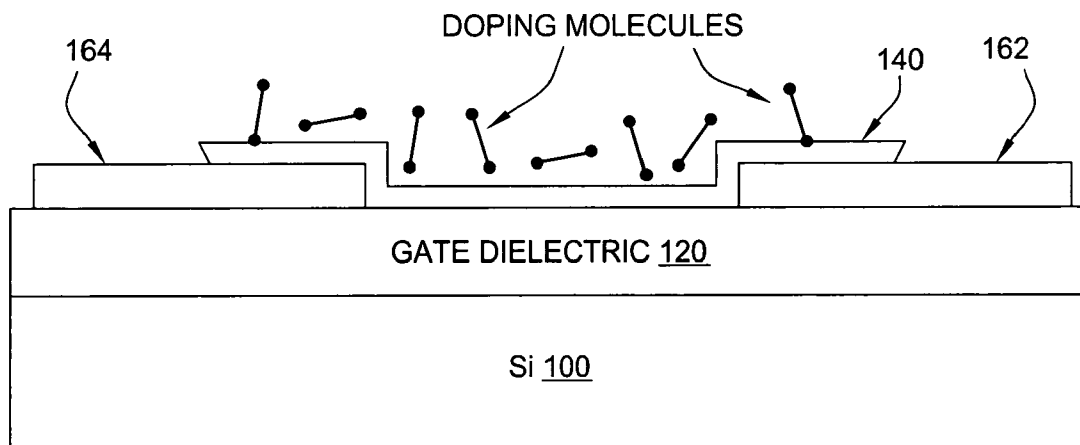 DOPING MOLECULES
164
140
162
GATE DIELECTRIC 120
Si 100